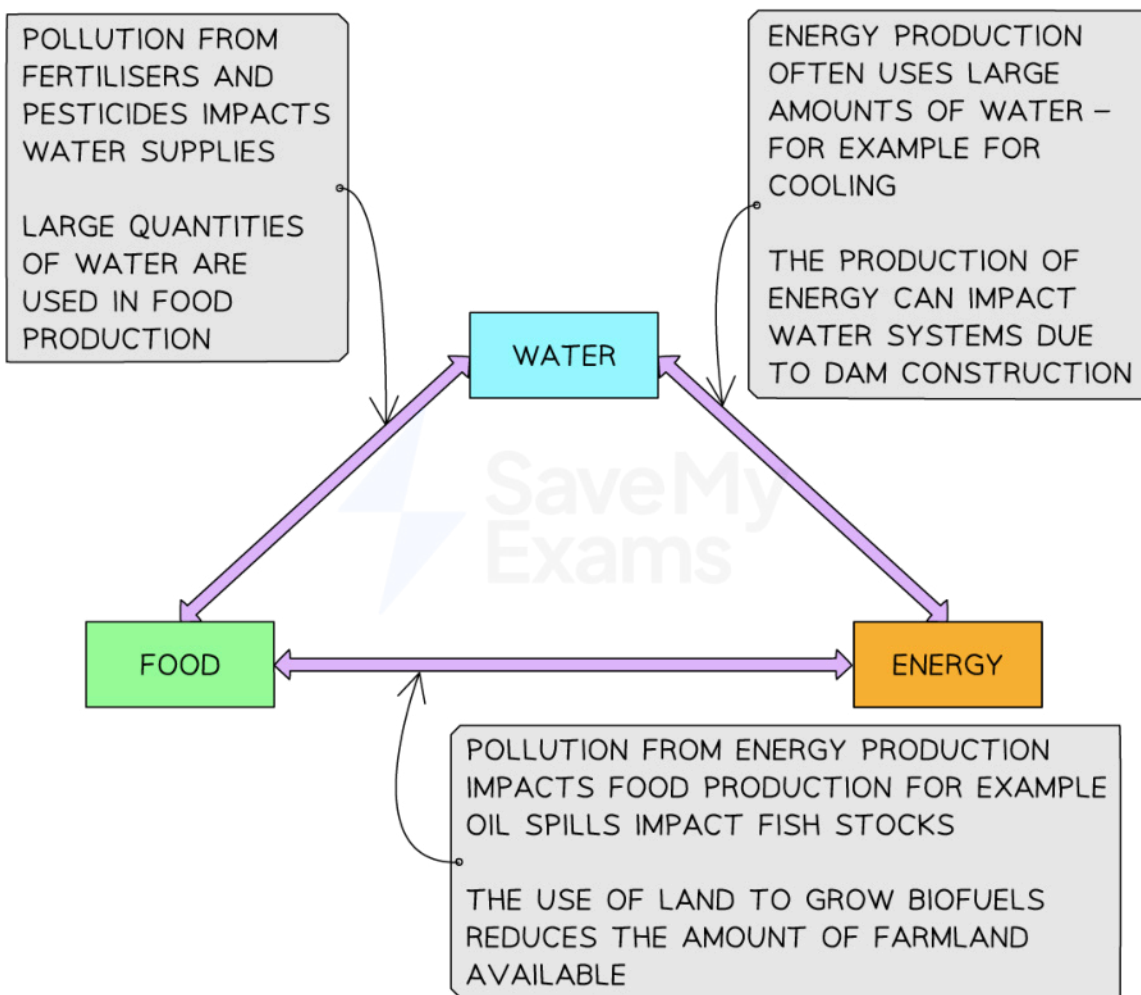 POLLUTION FROM
FERTILISERS AND
PESTICIDES IMPACTS
WATER SUPPLIES
LARGE QUANTITIES
OF WATER ARE
USED IN FOOD
PRODUCTION
ENERGY PRODUCTION
OFTEN USES LARGE
AMOUNTS OF WATER –
FOR EXAMPLE FOR
COOLING
THE PRODUCTION OF
ENERGY CAN IMPACT
WATER SYSTEMS DUE
TO DAM CONSTRUCTION
WATER
SaveMy
Exams
FOOD
ENERGY
POLLUTION FROM ENERGY PRODUCTION
IMPACTS FOOD PRODUCTION FOR EXAMPLE
OIL SPILLS IMPACT FISH STOCKS
THE USE OF LAND TO GROW BIOFUELS
REDUCES THE AMOUNT OF FARMLAND
AVAILABLE